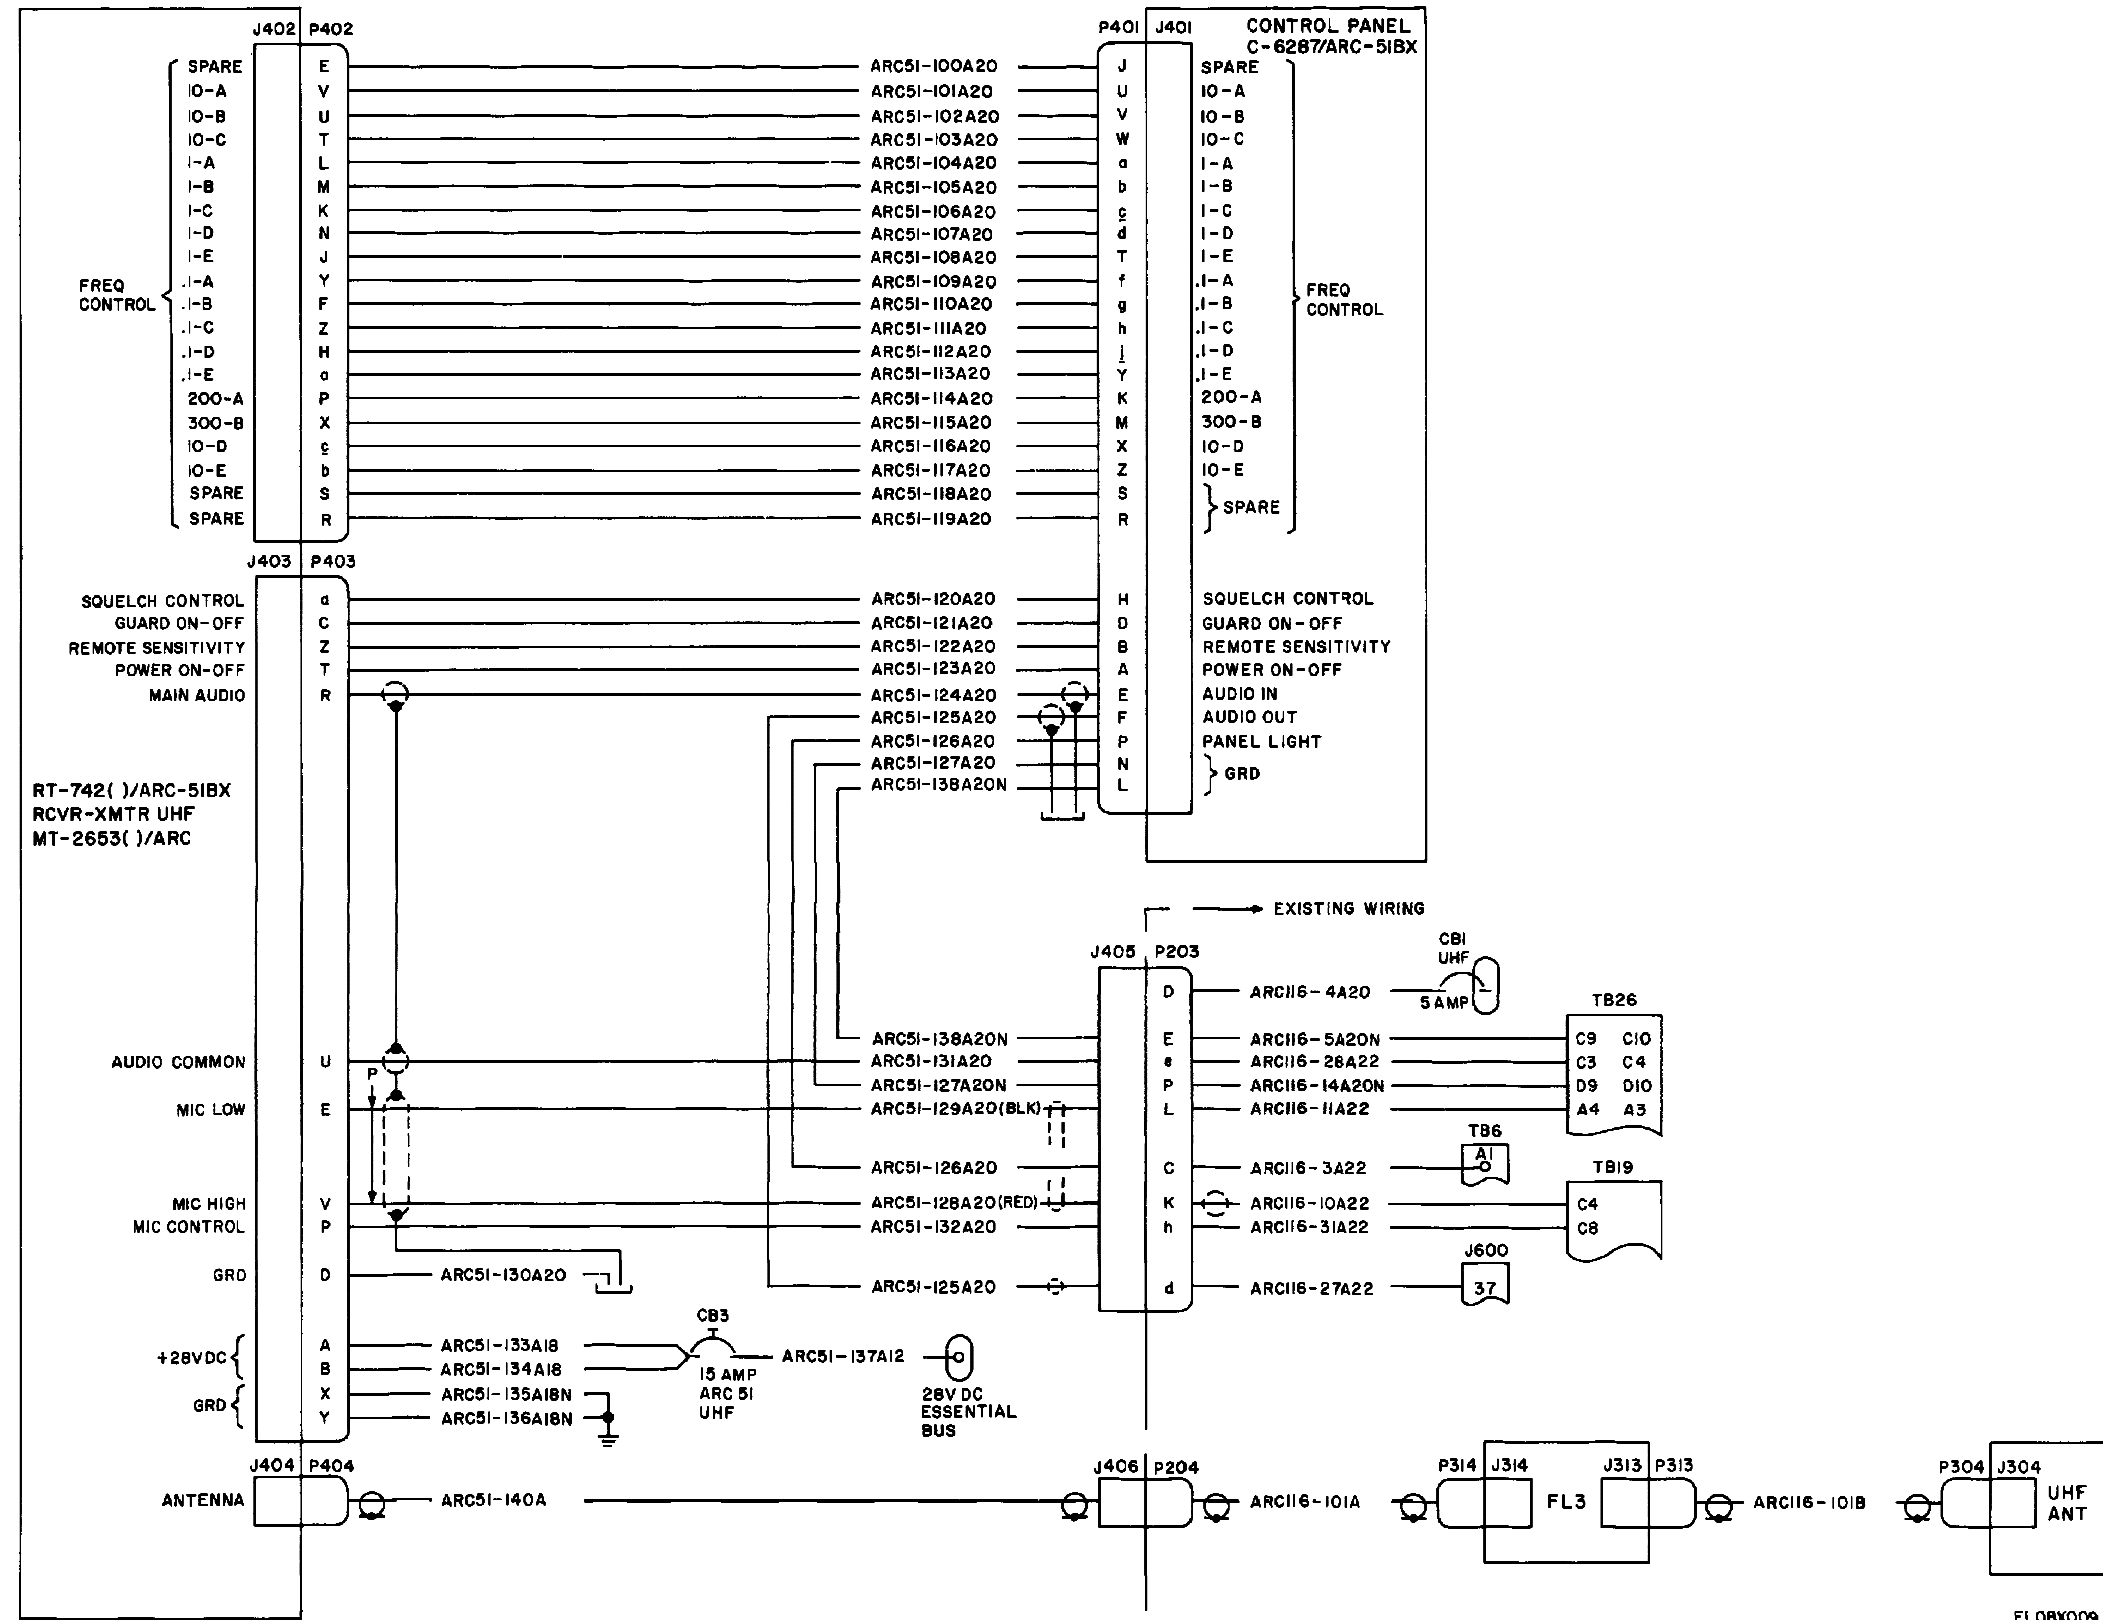 J402 P402
P401 J401 CONTROL PANEL
C-6287/ARC-51BX
SPARE E ARC51-100A20 J SPARE
10-A V ARC51-101A20 U 10-A
10-B U ARC51-102A20 V 10-B
10-C T ARC51-103A20 W 10-C
1-A L ARC51-104A20 a 1-A
1-B M ARC51-105A20 b 1-B
1-C K ARC51-106A20 c 1-C
1-D N ARC51-107A20 d 1-D
1-E J ARC51-108A20 T 1-E
.1-A Y ARC51-109A20 f .1-A
FREQ
CONTROL
.1-B F ARC51-110A20 g .1-B
FREQ
CONTROL
.1-C Z ARC51-111A20 h .1-C
.1-D H ARC51-112A20 j .1-D
.1-E a ARC51-113A20 Y .1-E
200-A P ARC51-114A20 K 200-A
300-B X ARC51-115A20 M 300-B
10-D c ARC51-116A20 X 10-D
10-E b ARC51-117A20 Z 10-E
SPARE S ARC51-118A20 S
SPARE
SPARE R ARC51-119A20 R
J403 P403
SQUELCH CONTROL a ARC51-120A20 H SQUELCH CONTROL
GUARD ON-OFF C ARC51-121A20 D GUARD ON-OFF
REMOTE SENSITIVITY Z ARC51-122A20 B REMOTE SENSITIVITY
POWER ON-OFF T ARC51-123A20 A POWER ON-OFF
MAIN AUDIO R ARC51-124A20 E AUDIO IN
ARC51-125A20 F AUDIO OUT
ARC51-126A20 P PANEL LIGHT
ARC51-127A20 N
GRD
ARC51-138A20N L
RT-742( )/ARC-51BX
RCVR-XMTR UHF
MT-2653( )/ARC
EXISTING WIRING
J405 P203
CB1
UHF
5 AMP
D ARC116-4A20
TB26
ARC51-138A20N E ARC116-5A20N C9 C10
AUDIO COMMON U ARC51-131A20 e ARC116-28A22 C3 C4
P
ARC51-127A20N P ARC116-14A20N D9 D10
MIC LOW E ARC51-129A20(BLK) L ARC116-11A22 A4 A3
TB6
A1
ARC51-126A20 C ARC116-3A22
TB19
MIC HIGH V ARC51-128A20(RED) K ARC116-10A22 C4
MIC CONTROL P ARC51-132A20 h ARC116-31A22 C8
J600
GRD D ARC51-130A20
ARC51-125A20 d ARC116-27A22 37
CB3
+28VDC
A ARC51-133A18
B ARC51-134A18
ARC51-137A12
15 AMP
ARC 51
UHF
28V DC
ESSENTIAL
BUS
GRD
X ARC51-135A18N
Y ARC51-136A18N
J404 P404 J406 P204 P314 J314 J313 P313 P304 J304
ANTENNA ARC51-140A ARC116-101A FL3 ARC116-101B UHF
ANT
EL0BX009